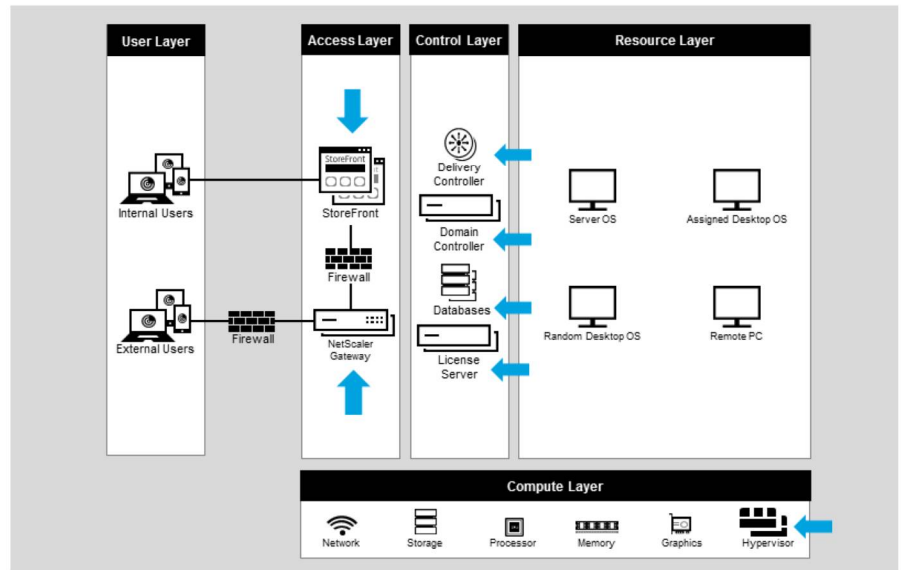 User Layer
Access Layer
Control Layer
Resource Layer
StoreFront
StoreFront
Internal Users
Firewall
External Users
Firewall
NetScaler
Gateway
Delivery
Controller
Domain
Controller
Databases
License
Server
Server OS
Assigned Desktop OS
Random Desktop OS
Remote PC
Compute Layer
Network
Storage
Processor
Memory
Graphics
Hypervisor